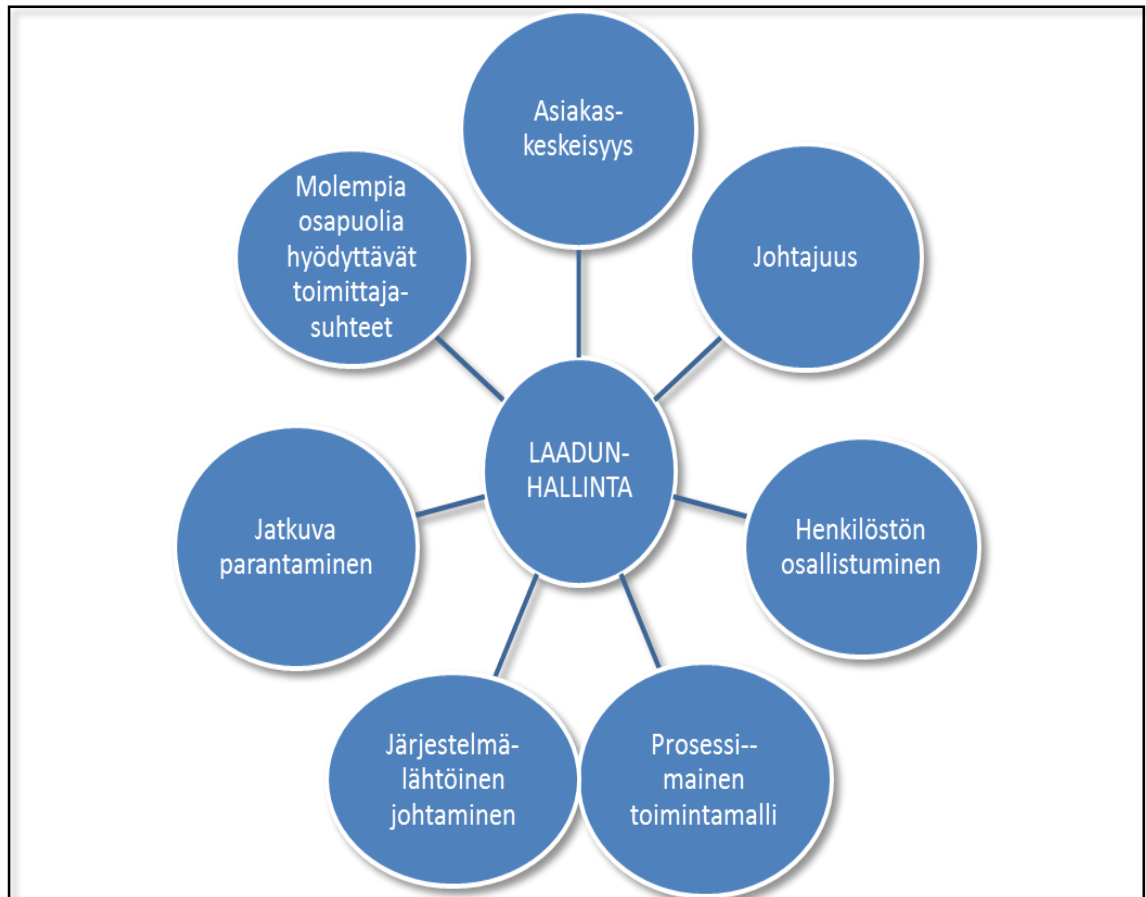 Asiakas-
keskeisyys
Johtajuus
Henkilöstön
osallistuminen
Prosessi--
mainen
toimintamalli
Järjestelmä-
lähtöinen
johtaminen
Jatkuva
parantaminen
Molempia
osapuolia
hyödyttävät
toimittaja-
suhteet
LAADUN-
HALLINTA